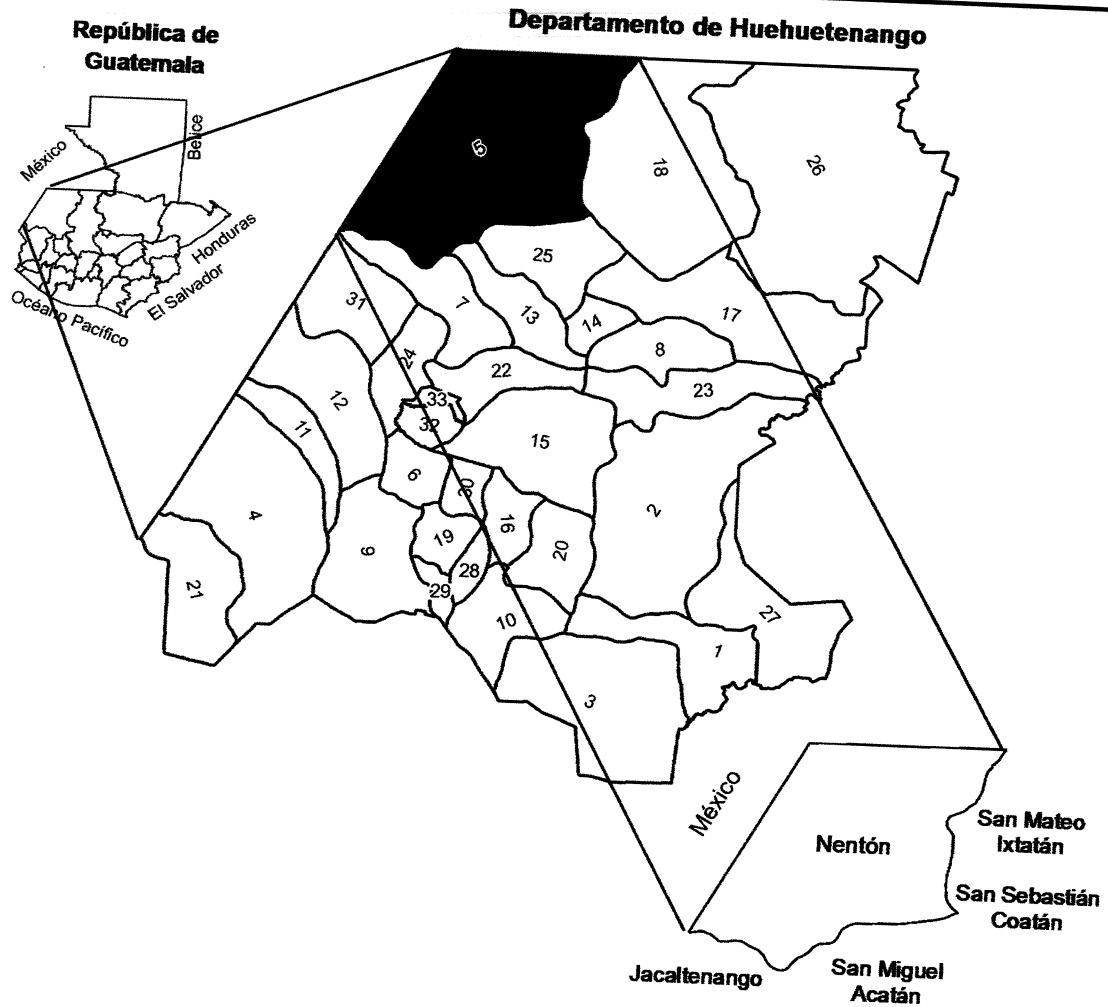 Departamento de Huehuetenango
República de
Guatemala
México
Belice
Honduras
El Salvador
Océano Pacífico
5
18
26
25
31
7
13
14
17
8
24
22
23
12
33
32
11
15
6
30
2
4
16
9
19
20
28
21
29
27
10
1
3
México
Nentón
San Mateo
Ixtatán
San Sebastián
Coatán
San Miguel
Acatán
Jacaltenango